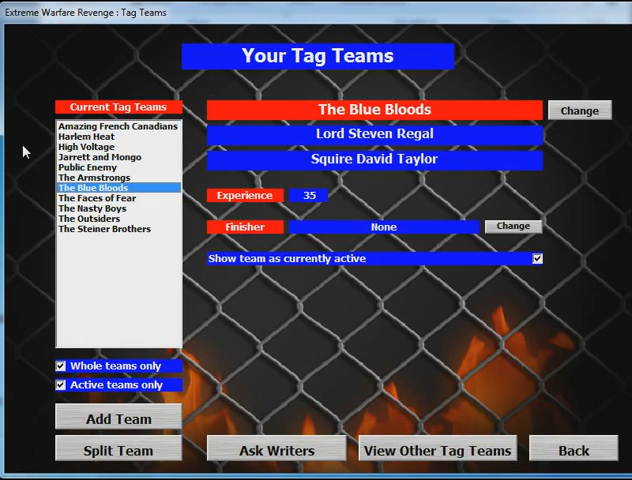 Extreme Warfare Revenge : Tag Teams
Your Tag Teams
Current Tag Teams
Amazing French Canadians
Harlem Heat
High Voltage
Jarrett and Mongo
Public Enemy
The Armstrongs
The Blue Bloods
The Faces of Fear
The Nasty Boys
The Outsiders
The Steiner Brothers
Whole teams only
Active teams only
Add Team
Split Team
The Blue Bloods
Change
Lord Steven Regal
Squire David Taylor
Experience 35
Finisher None Change
Show team as currently active
Ask Writers
View Other Tag Teams
Back